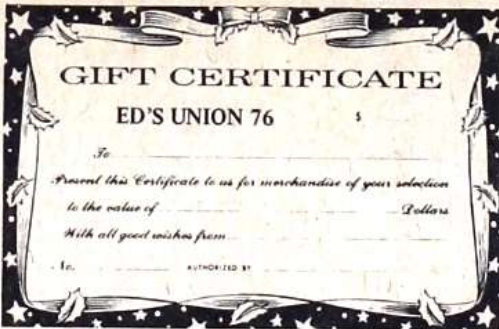 GIFT CERTIFICATE
ED'S UNION 76 $
To
Present this Certificate to us for merchandise of your selection
to the value of Dollars
With all good wishes from
No. AUTHORIZED BY